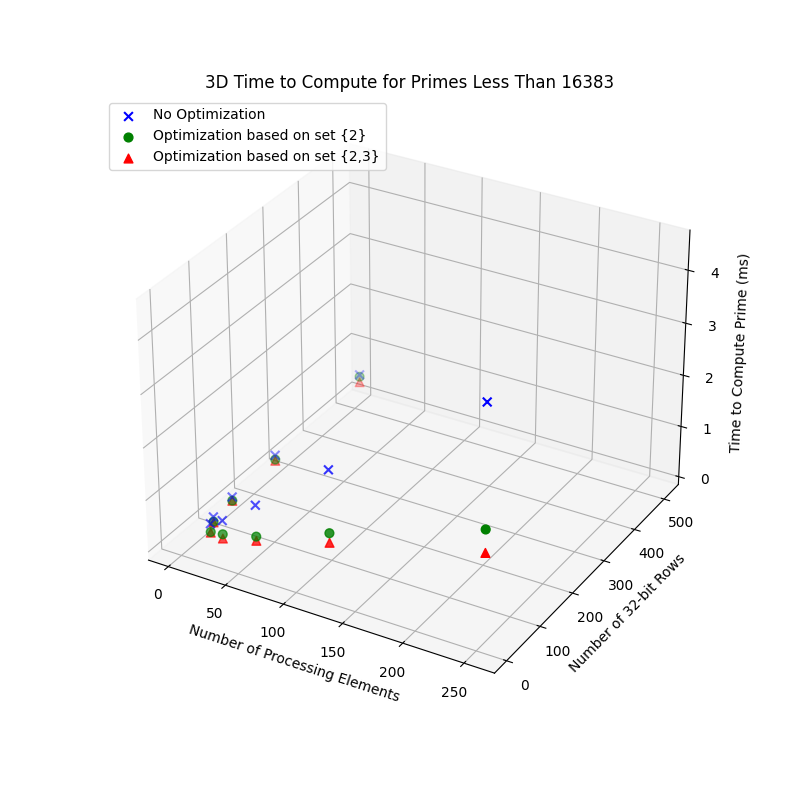 3D Time to Compute for Primes Less Than 16383
No Optimization
Optimization based on set {2}
Optimization based on set {2,3}
4
3
2
1
0
Time to Compute Prime (ms)
0
50
100
150
200
250
Number of Processing Elements
0
100
200
300
400
500
Number of 32-bit Rows